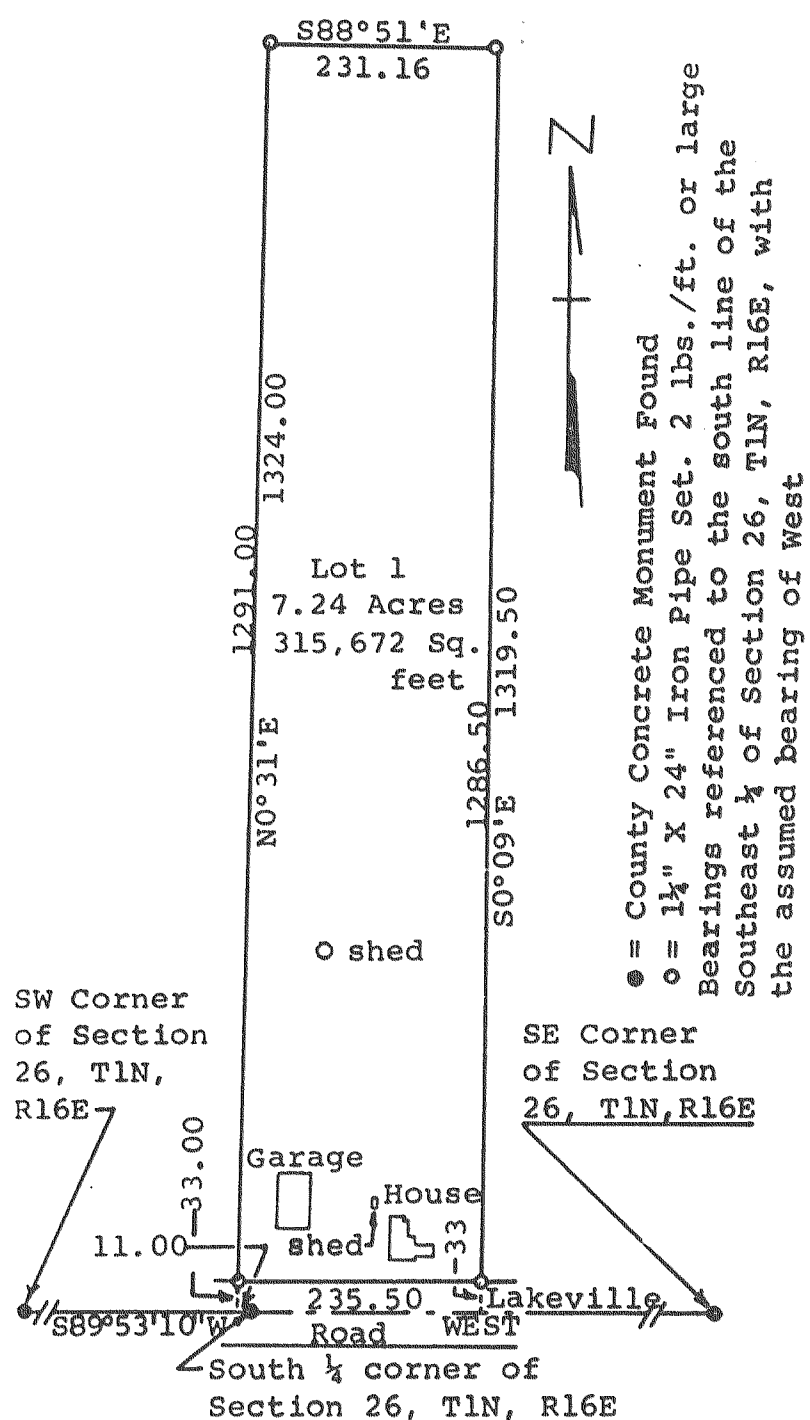 S88°51'E
231.16
N
1324.00
1291.00
N0°31'E
Lot 1
7.24 Acres
315,672 Sq.
feet
1319.50
1286.50
S0°09'E
● = County Concrete Monument Found
o = 1¼" X 24" Iron Pipe Set. 2 lbs./ft. or large
Bearings referenced to the south line of the
Southeast ¼ of Section 26, T1N, R16E, with
the assumed bearing of West
shed
SW Corner
of Section
26, T1N,
R16E
SE Corner
of Section
26, T1N,R16E
33.00
Garage
House
11.00
shed
33
235.50
Lakeville
S89°53'10"W
Road
WEST
South ¼ corner of
Section 26, T1N, R16E